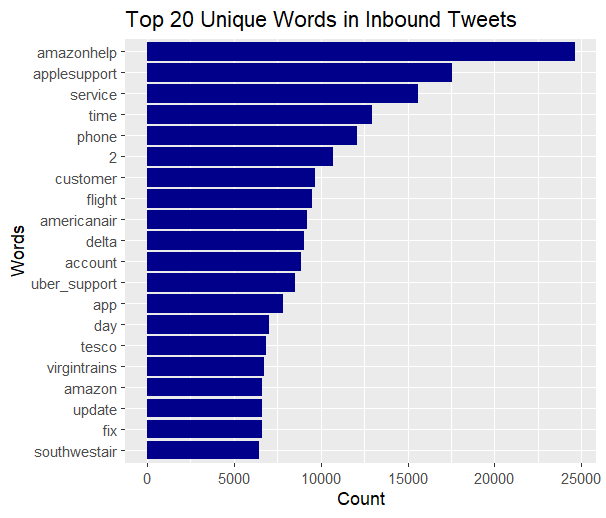 Top 20 Unique Words in Inbound Tweets
Words
amazonhelp
applesupport
service
time
phone
2
customer
flight
americanair
delta
account
uber_support
app
day
tesco
virgintrains
amazon
update
fix
southwestair
0 5000 10000 15000 20000 25000
Count